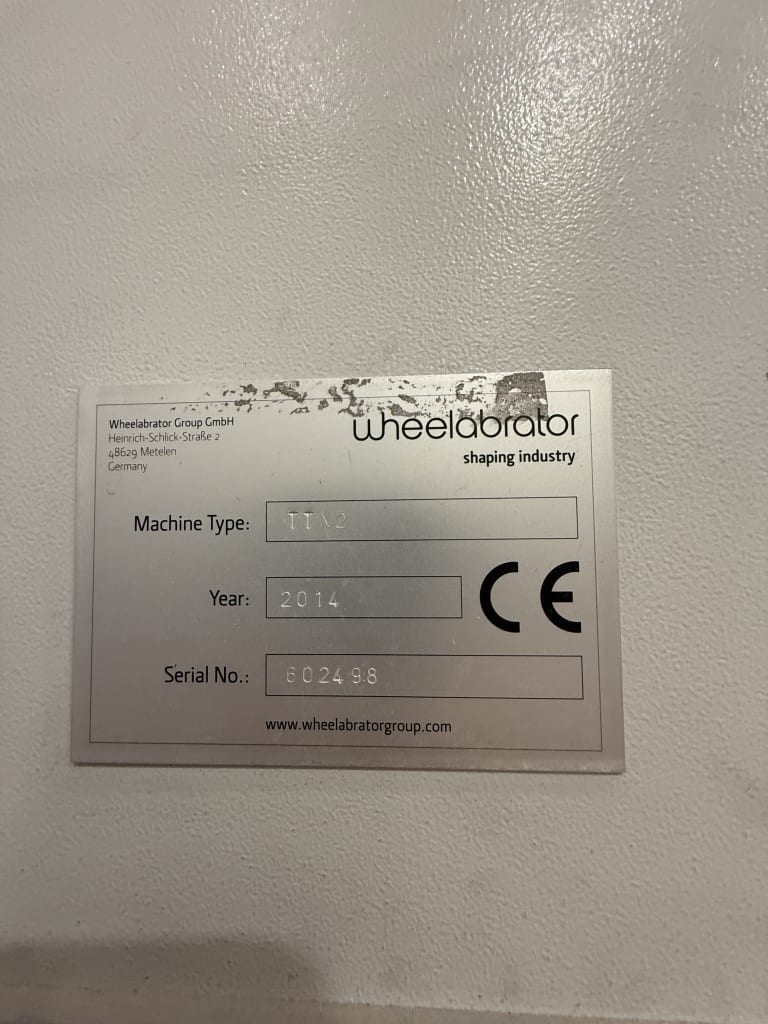 Wheelabrator Group GmbH
Heinrich-Schlick-Straße 2
48629 Metelen
Germany
wheelabrator
shaping industry
Machine Type:
Year: 2014
CE
Serial No.: 602498
www.wheelabratorgroup.com